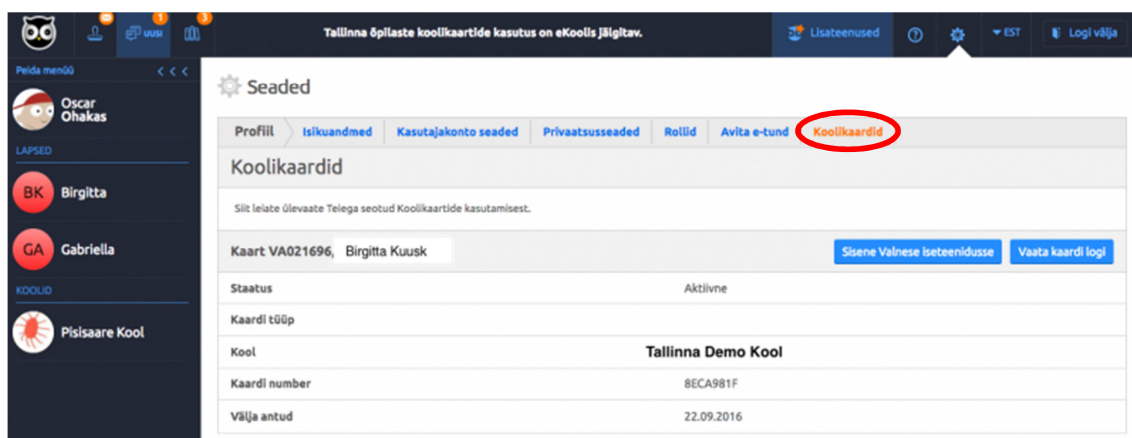 1
3
UUSI
Tallinna õpilaste koolikaartide kasutus on eKoolis jälgitav.
Lisateenused
EST
Logi välja
Peida menüü <<<
Oscar
Ohakas
LAPSED
BK Birgitta
GA Gabriella
KOOLID
Pisisaare Kool
Seaded
Profiil Isikuandmed Kasutajakonto seaded Privaatsusseaded Rollid Avita e-tund Koolikaardid
Koolikaardid
Siit leiate ülevaate Teiega seotud Koolikaartide kasutamisest.
Kaart VA021696, Birgitta Kuusk Sisene Valnese iseteenidusse Vaata kaardi logi
Staatus Aktiivne
Kaardi tüüp
Kool Tallinna Demo Kool
Kaardi number 8ECA981F
Välja antud 22.09.2016